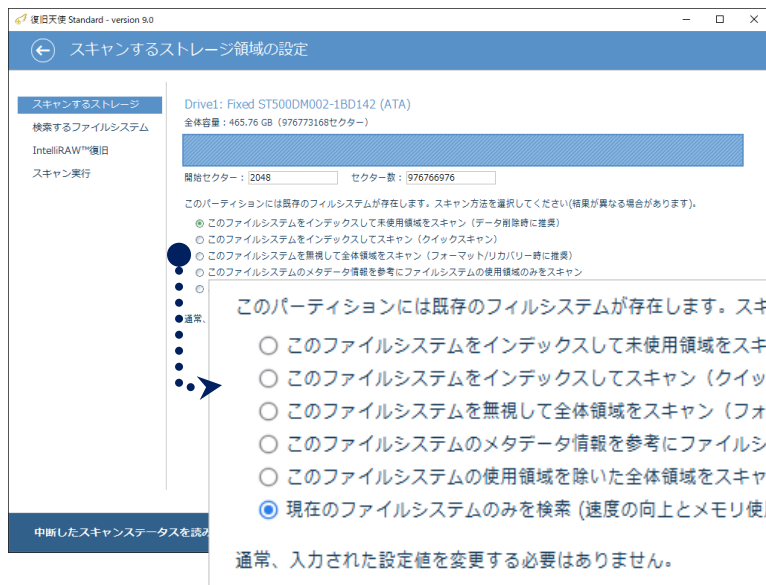 復旧天使 Standard - version 9.0
スキャンするストレージ領域の設定
スキャンするストレージ
検索するファイルシステム
IntelliRAW™復旧
スキャン実行
Drive1: Fixed ST500DM002-1BD142 (ATA)
全体容量：465.76 GB（976773168セクター）
開始セクター： 2048 セクター数： 976766976
このパーティションには既存のフィルシステムが存在します。スキャン方法を選択してください(結果が異なる場合があります)。
このファイルシステムをインデックスして未使用領域をスキャン（データ削除時に推奨）
このファイルシステムをインデックスしてスキャン（クイックスキャン）
このファイルシステムを無視して全体領域をスキャン（フォーマット/リカバリー時に推奨）
このファイルシステムのメタデータ情報を参考にファイルシステムの使用領域のみをスキャン
通常、
中断したスキャンステータスを読み
このパーティションには既存のフィルシステムが存在します。スキ
このファイルシステムをインデックスして未使用領域をスキ
このファイルシステムをインデックスしてスキャン（クイッ
このファイルシステムを無視して全体領域をスキャン（フォ
このファイルシステムのメタデータ情報を参考にファイルシ
このファイルシステムの使用領域を除いた全体領域をスキャ
現在のファイルシステムのみを検索 (速度の向上とメモリ使
通常、入力された設定値を変更する必要はありません。